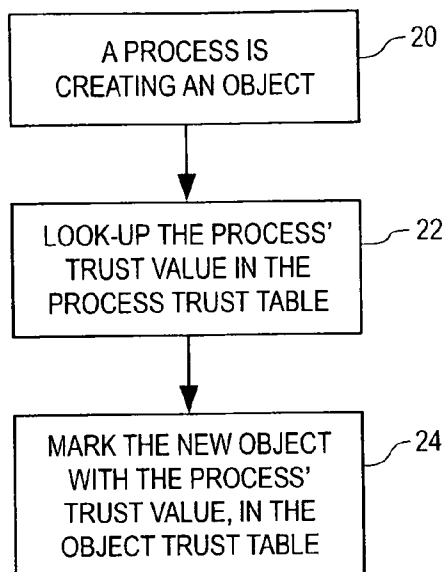 A PROCESS IS
CREATING AN OBJECT
20
LOOK-UP THE PROCESS'
TRUST VALUE IN THE
PROCESS TRUST TABLE
22
MARK THE NEW OBJECT
WITH THE PROCESS'
TRUST VALUE, IN THE
OBJECT TRUST TABLE
24